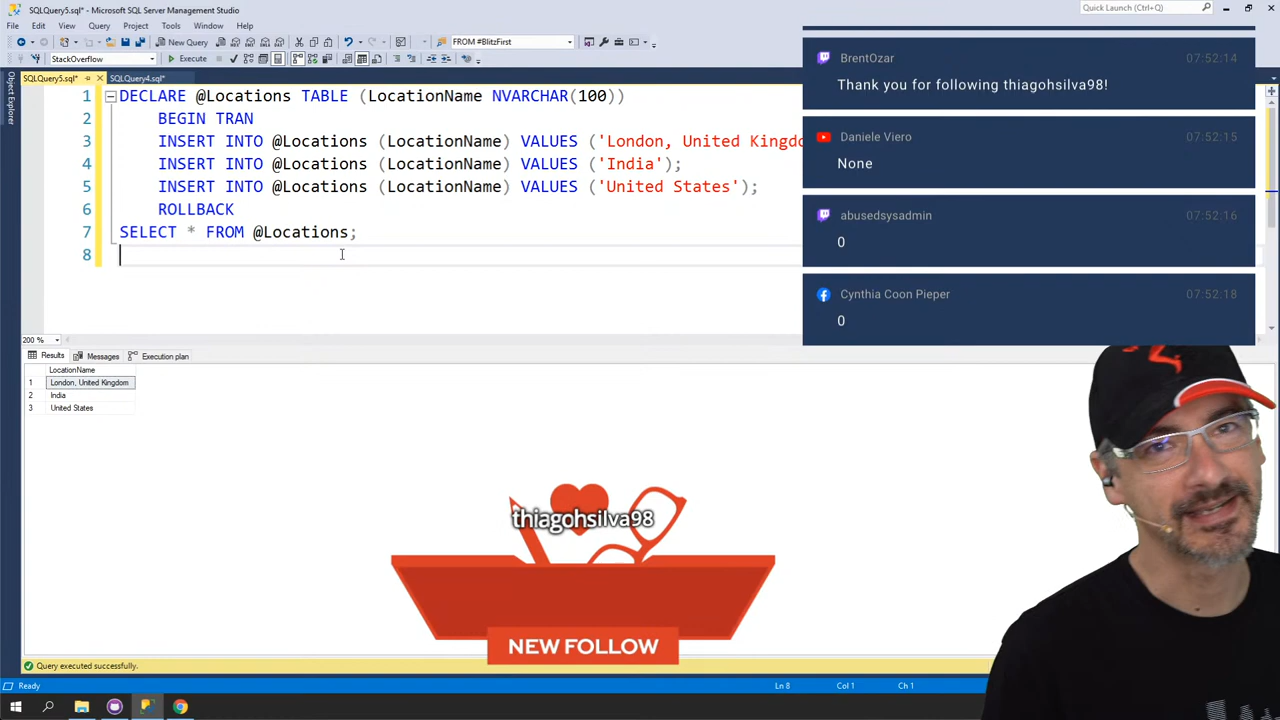 SQLQuery5.sql* - Microsoft SQL Server Management Studio
Quick Launch (Ctrl+Q)
File Edit View Query Project Tools Window Help
New Query
FROM #BlitzFirst
StackOverflow
Execute
SQLQuery5.sql*
SQLQuery4.sql*
Object Explorer
1 DECLARE @Locations TABLE (LocationName NVARCHAR(100))
2 BEGIN TRAN
3 INSERT INTO @Locations (LocationName) VALUES ('London, United Kingdo
4 INSERT INTO @Locations (LocationName) VALUES ('India');
5 INSERT INTO @Locations (LocationName) VALUES ('United States');
6 ROLLBACK
7 SELECT * FROM @Locations;
8
BrentOzar 07:52:14
Thank you for following thiagohsilva98!
Daniele Viero 07:52:15
None
abusedsysadmin 07:52:16
0
Cynthia Coon Pieper 07:52:18
0
200 %
Results Messages Execution plan
LocationName
1 London, United Kingdom
2 India
3 United States
thiagohsilva98
NEW FOLLOW
Query executed successfully.
Ready
Ln 8
Col 1
Ch 1